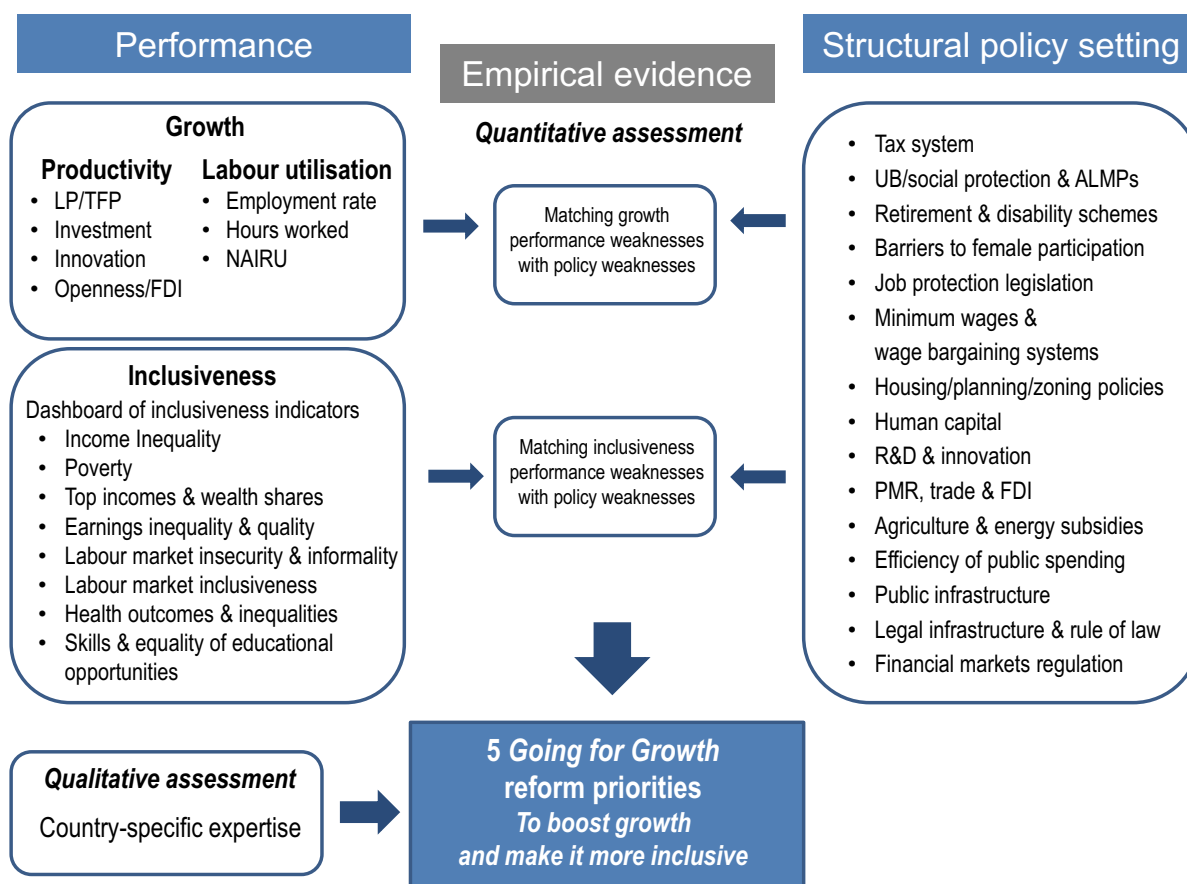 Performance
Empirical evidence
Structural policy setting
Growth
Productivity
• LP/TFP
• Investment
• Innovation
• Openness/FDI
Labour utilisation
• Employment rate
• Hours worked
• NAIRU
Inclusiveness
Dashboard of inclusiveness indicators
• Income Inequality
• Poverty
• Top incomes & wealth shares
• Earnings inequality & quality
• Labour market insecurity & informality
• Labour market inclusiveness
• Health outcomes & inequalities
• Skills & equality of educational
opportunities
Quantitative assessment
Matching growth
performance weaknesses
with policy weaknesses
Matching inclusiveness
performance weaknesses
with policy weaknesses
• Tax system
• UB/social protection & ALMPs
• Retirement & disability schemes
• Barriers to female participation
• Job protection legislation
• Minimum wages &
wage bargaining systems
• Housing/planning/zoning policies
• Human capital
• R&D & innovation
• PMR, trade & FDI
• Agriculture & energy subsidies
• Efficiency of public spending
• Public infrastructure
• Legal infrastructure & rule of law
• Financial markets regulation
Qualitative assessment
Country-specific expertise
5 Going for Growth
reform priorities
To boost growth
and make it more inclusive